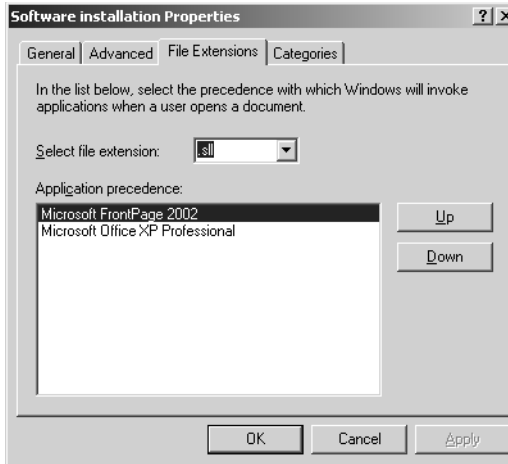 Software installation Properties
? X
General Advanced File Extensions Categories
In the list below, select the precedence with which Windows will invoke
applications when a user opens a document.
Select file extension: .sll
Application precedence:
Microsoft FrontPage 2002
Microsoft Office XP Professional
Up
Down
OK Cancel Apply